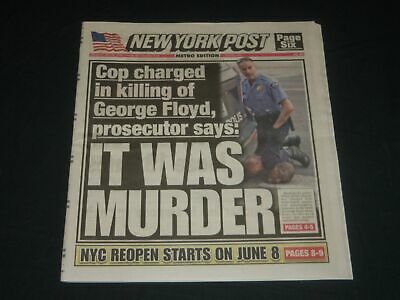 NEW YORK POST
Page
Six
METRO EDITION
Cop charged
in killing of
George Floyd,
prosecutor says:
IT WAS
MURDER
PAGES 4-5
NYC REOPEN STARTS ON JUNE 8
PAGES 8-9